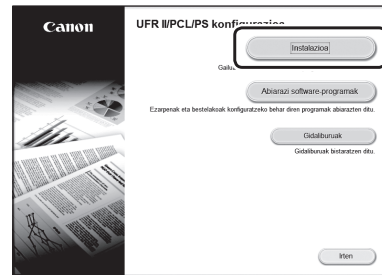 Canon
UFR II/PCL/PS konfigurazioa
Instalazioa
Abiarazi software-programak
Ezarpenak eta bestelakoak konfiguratzeko behar diren programak abiarazten ditu.
Gidaliburuak
Gidaliburuak bistaratzen ditu.
Irten